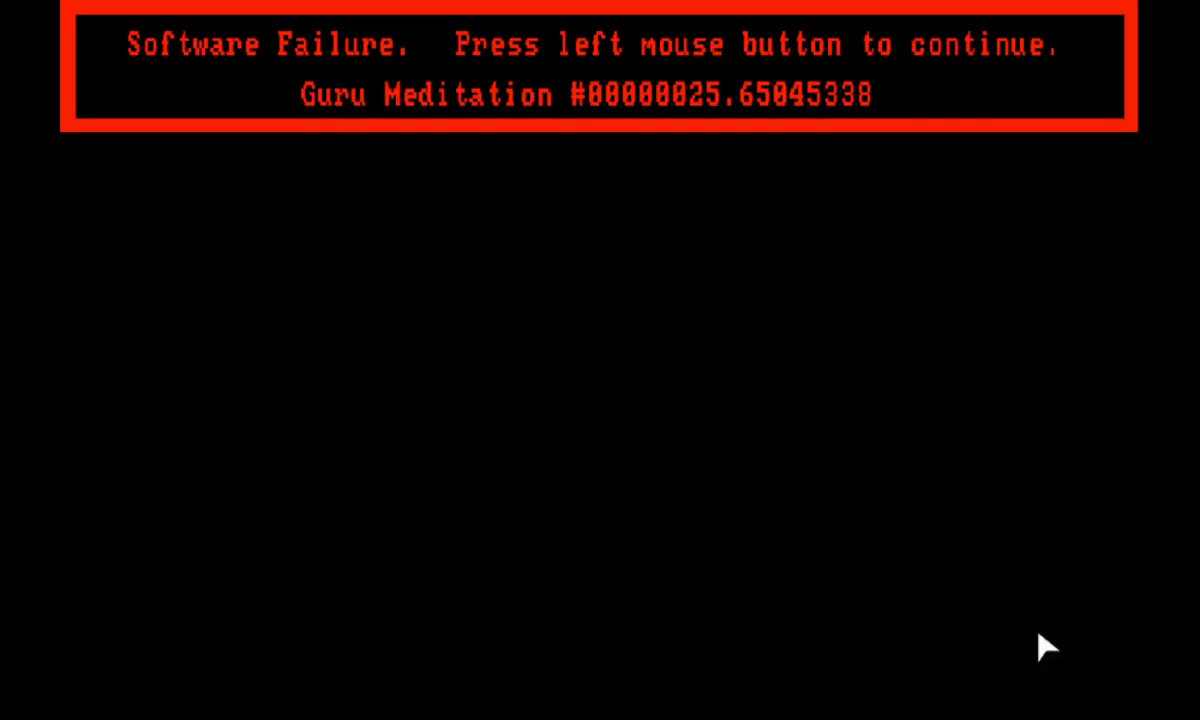 Software Failure.  Press left mouse button to continue.
Guru Meditation #00000025.65045338